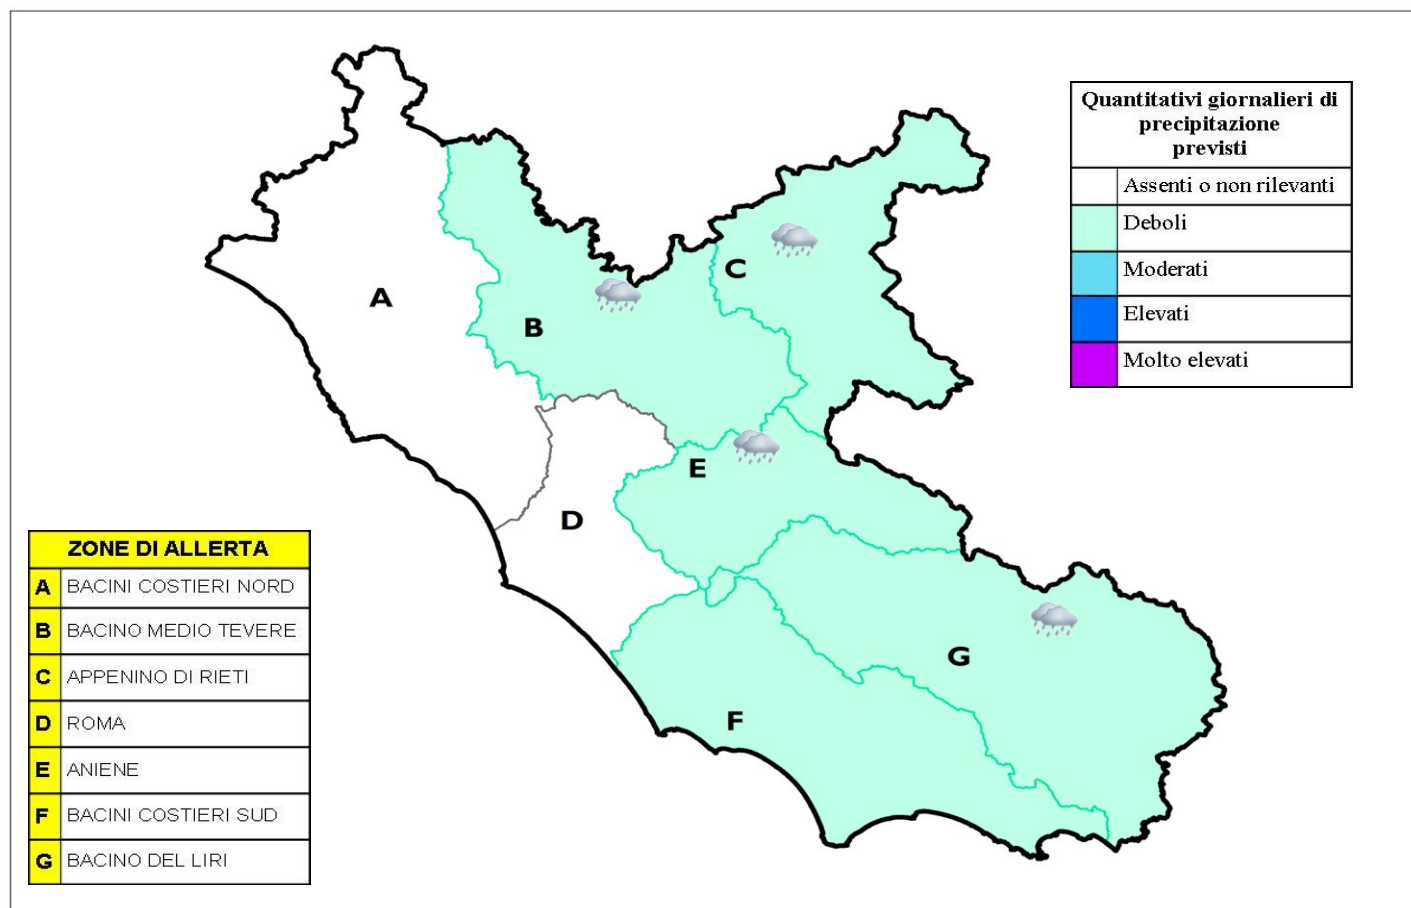 Quantitativi giornalieri di
precipitazione
previsti
Assenti o non rilevanti
Deboli
Moderati
Elevati
Molto elevati
A
B
C
D
E
F
G
ZONE DI ALLERTA
A BACINI COSTIERI NORD
B BACINO MEDIO TEVERE
C APPENINO DI RIETI
D ROMA
E ANIENE
F BACINI COSTIERI SUD
G BACINO DEL LIRI